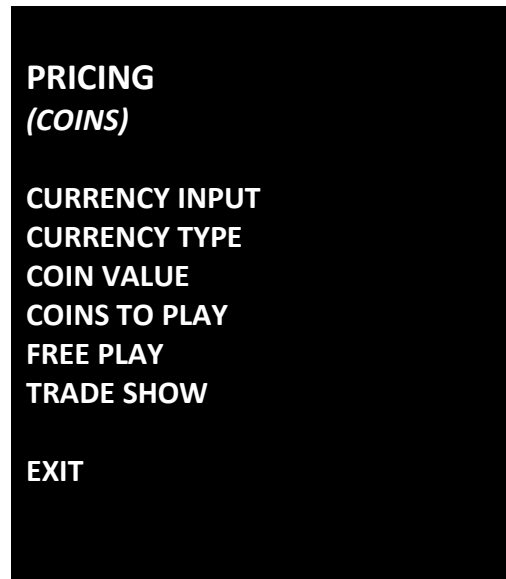 PRICING
(COINS)
CURRENCY INPUT
CURRENCY TYPE
COIN VALUE
COINS TO PLAY
FREE PLAY
TRADE SHOW
EXIT